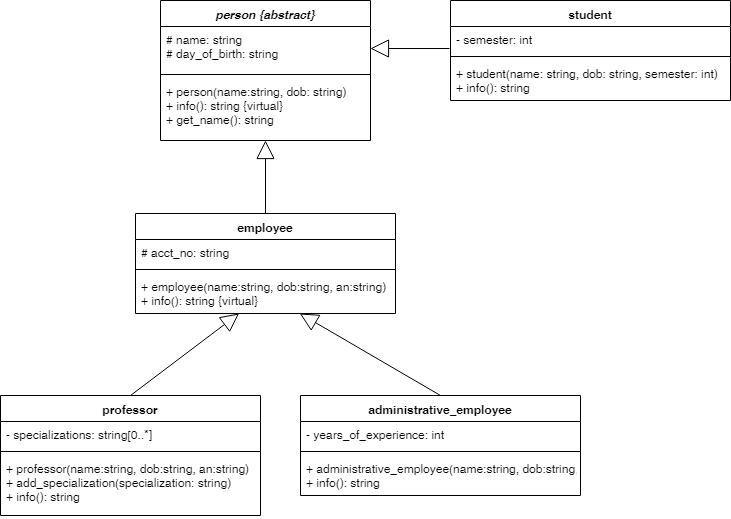 person {abstract}
# name: string
# day_of_birth: string
+ person(name:string, dob: string)
+ info(): string {virtual}
+ get_name(): string
student
- semester: int
+ student(name: string, dob: string, semester: int)
+ info(): string
employee
# acct_no: string
+ employee(name:string, dob:string, an:string)
+ info(): string {virtual}
professor
- specializations: string[0..*]
+ professor(name:string, dob:string, an:string)
+ add_specialization(specialization: string)
+ info(): string
administrative_employee
- years_of_experience: int
+ administrative_employee(name:string, dob:string
+ info(): string